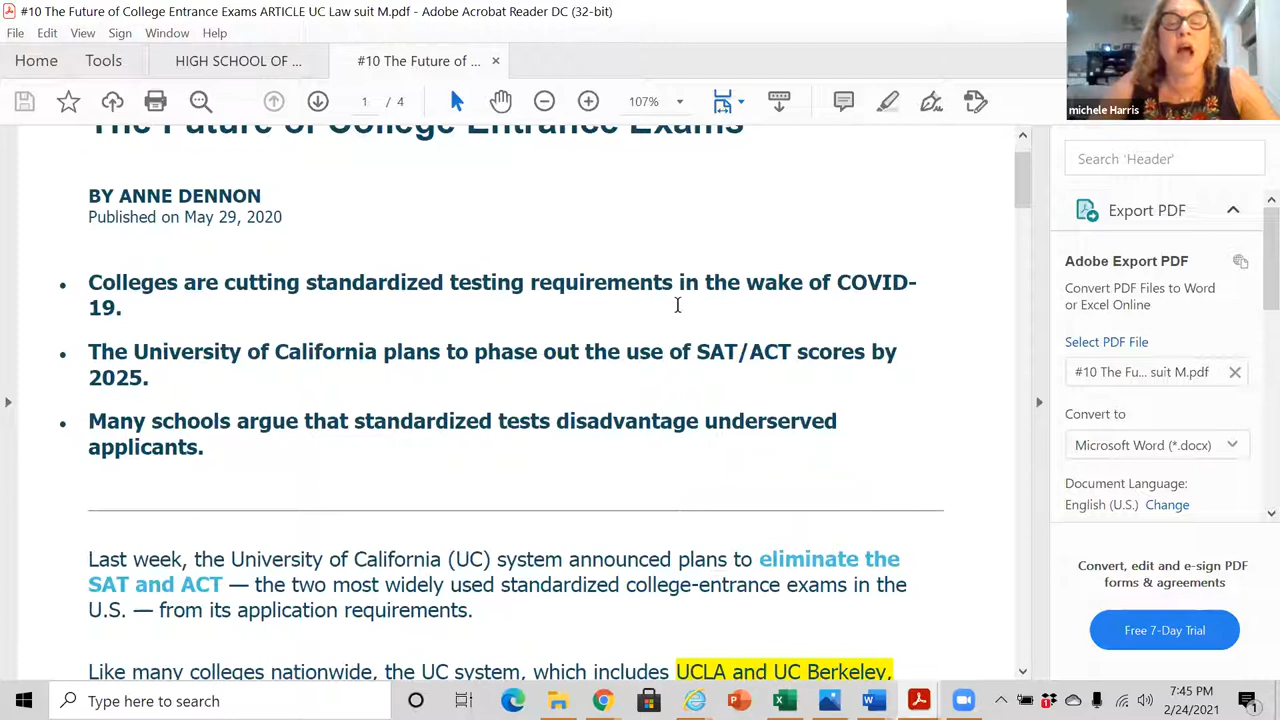 #10 The Future of College Entrance Exams ARTICLE UC Law suit M.pdf - Adobe Acrobat Reader DC (32-bit)
File Edit View Sign Window Help
Home Tools HIGH SCHOOL OF ... #10 The Future of ... ×
1 / 4 107%
michele Harris
The Future of College Entrance Exams
BY ANNE DENNON
Published on May 29, 2020
• Colleges are cutting standardized testing requirements in the wake of COVID-
19.
• The University of California plans to phase out the use of SAT/ACT scores by
2025.
• Many schools argue that standardized tests disadvantage underserved
applicants.
Last week, the University of California (UC) system announced plans to eliminate the
SAT and ACT — the two most widely used standardized college-entrance exams in the
U.S. — from its application requirements.
Like many colleges nationwide, the UC system, which includes UCLA and UC Berkeley,
Search 'Header'
Export PDF
Adobe Export PDF
Convert PDF Files to Word
or Excel Online
Select PDF File
#10 The Fu... suit M.pdf
Convert to
Microsoft Word (*.docx)
Document Language:
English (U.S.) Change
Convert, edit and e-sign PDF
forms & agreements
Free 7-Day Trial
Type here to search
7:45 PM
2/24/2021